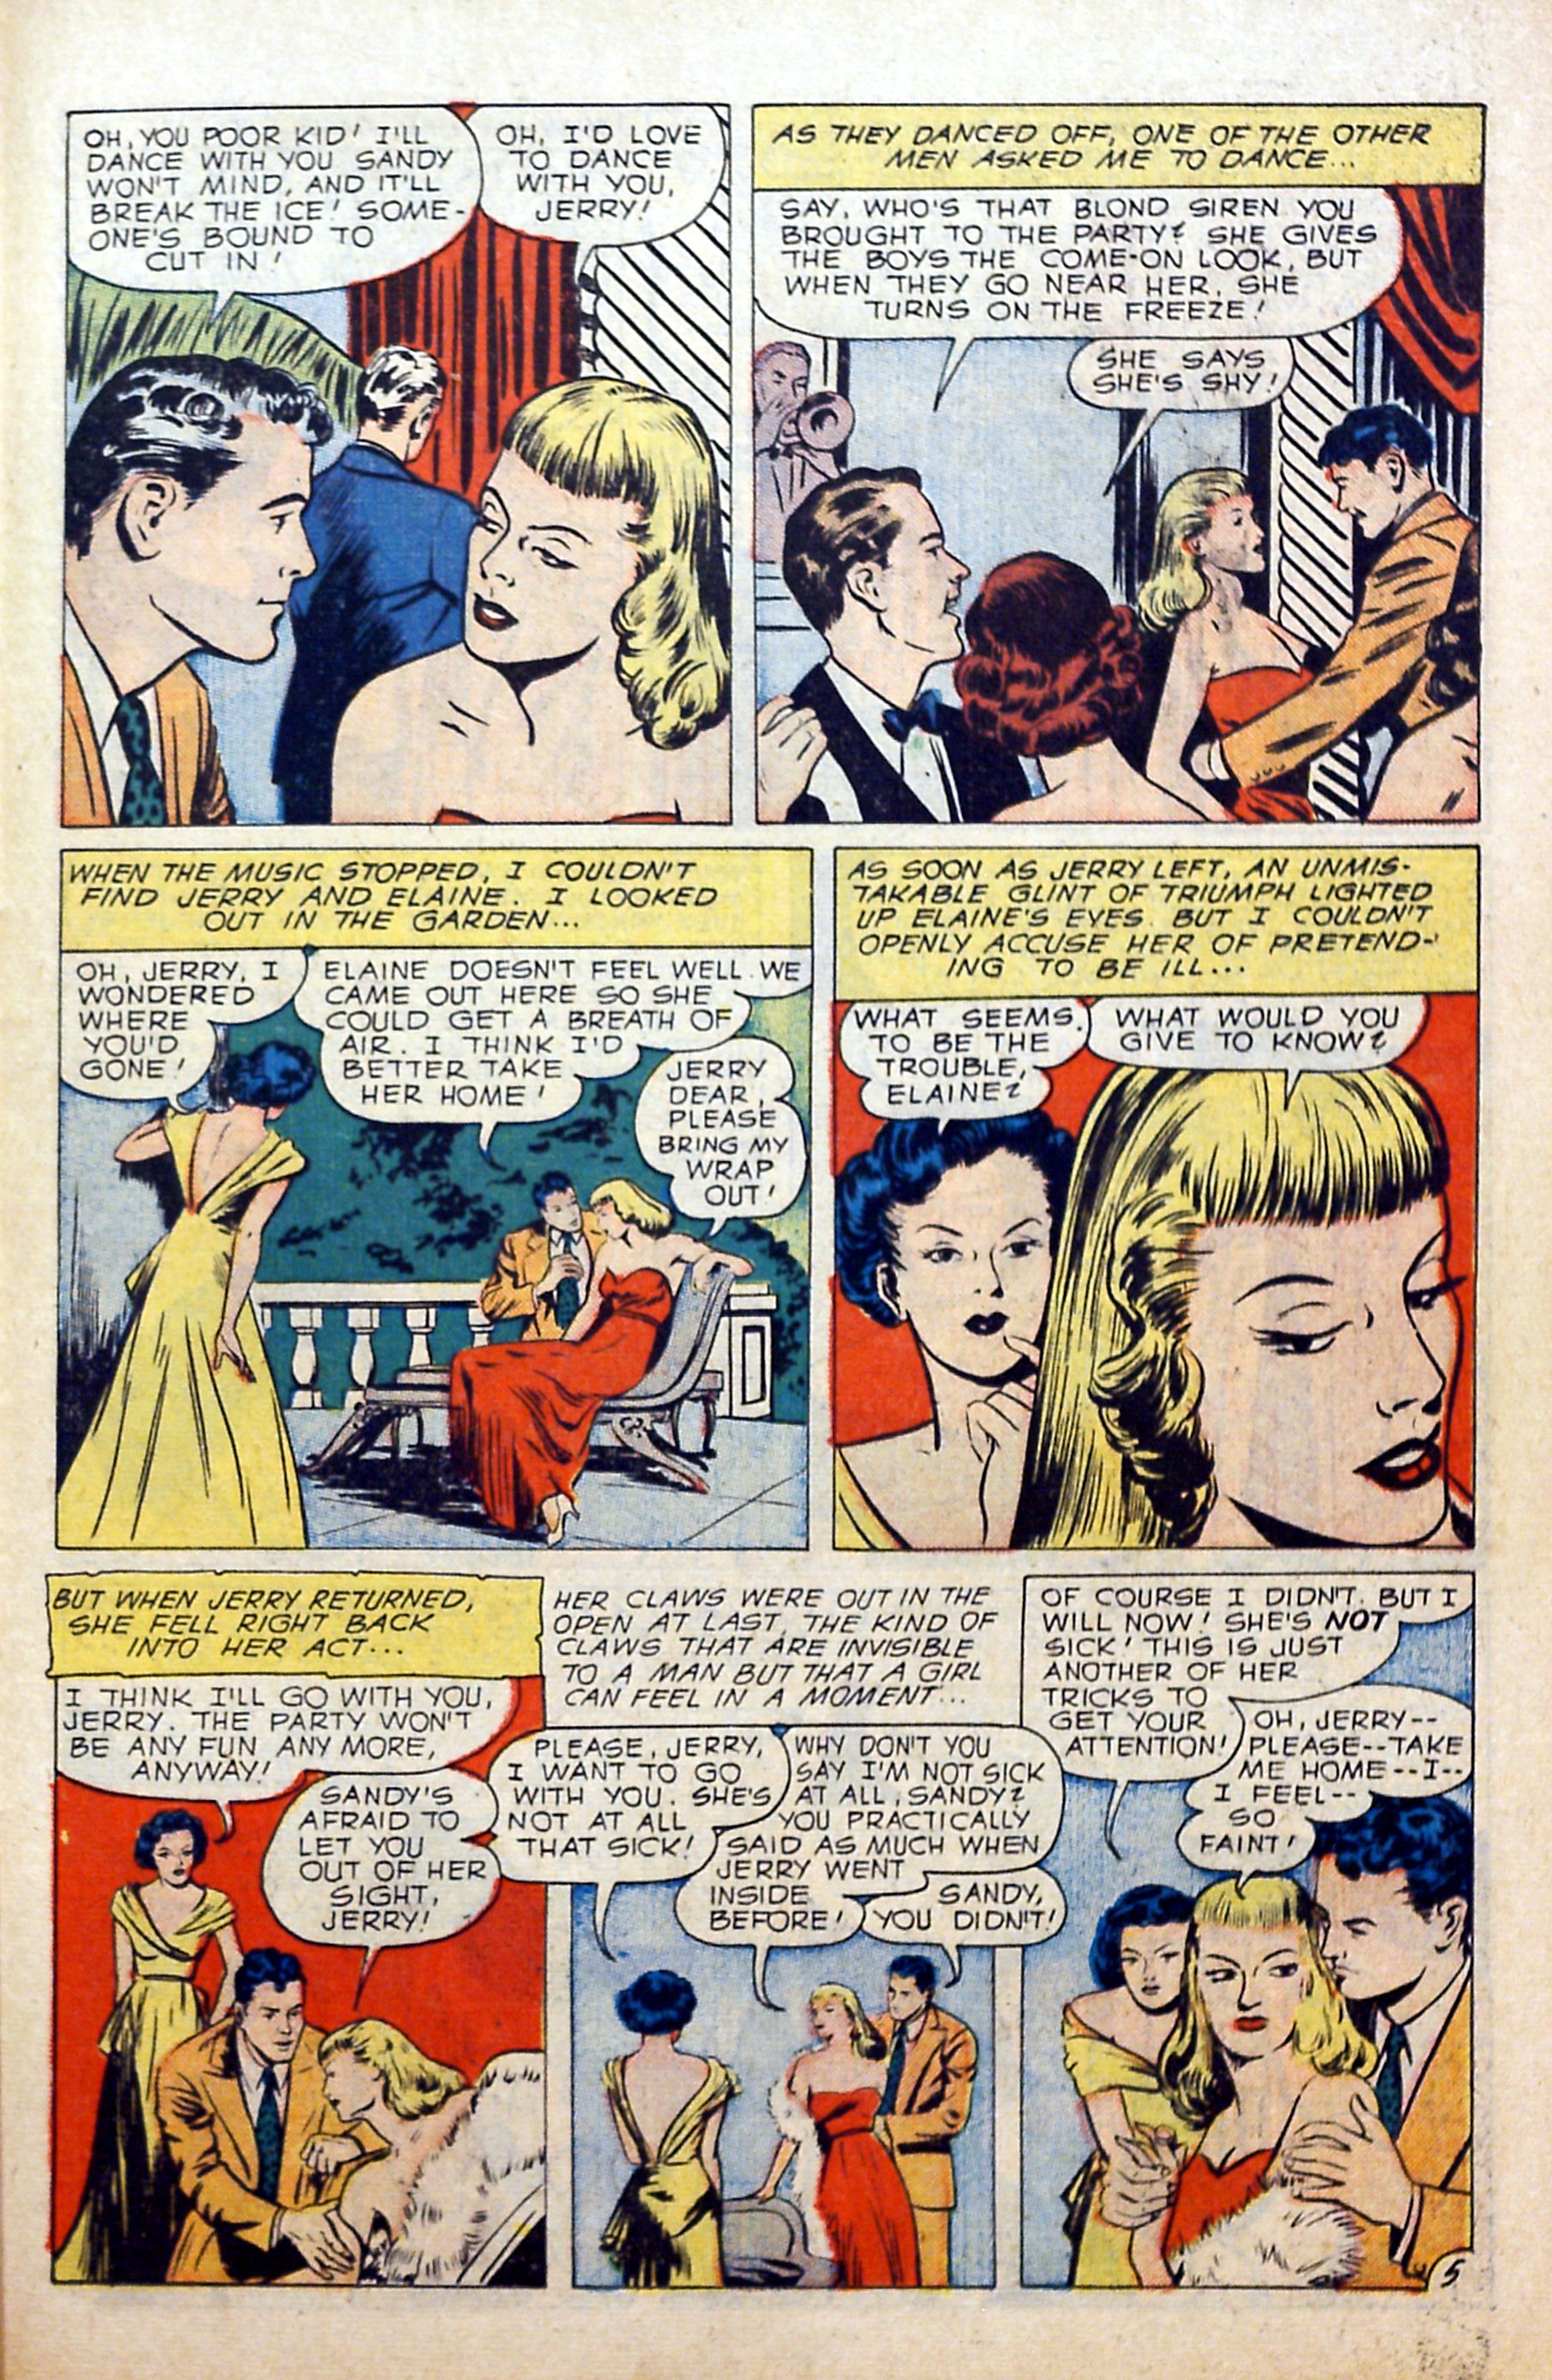 OH, YOU POOR KID! I'LL
DANCE WITH YOU SANDY
WON'T MIND, AND IT'LL
BREAK THE ICE! SOME-
ONE'S BOUND TO
CUT IN!
OH, I'D LOVE
TO DANCE
WITH YOU,
JERRY!
AS THEY DANCED OFF, ONE OF THE OTHER
MEN ASKED ME TO DANCE...
SAY, WHO'S THAT BLOND SIREN YOU
BROUGHT TO THE PARTY? SHE GIVES
THE BOYS THE COME-ON LOOK, BUT
WHEN THEY GO NEAR HER, SHE
TURNS ON THE FREEZE!
SHE SAYS
SHE'S SHY!
WHEN THE MUSIC STOPPED, I COULDN'T
FIND JERRY AND ELAINE. I LOOKED
OUT IN THE GARDEN...
OH, JERRY, I
WONDERED
WHERE
YOU'D
GONE!
ELAINE DOESN'T FEEL WELL. WE
CAME OUT HERE SO SHE
COULD GET A BREATH OF
AIR. I THINK I'D
BETTER TAKE
HER HOME!
JERRY
DEAR,
PLEASE
BRING MY
WRAP
OUT!
AS SOON AS JERRY LEFT, AN UNMIS-
TAKABLE GLINT OF TRIUMPH LIGHTED
UP ELAINE'S EYES. BUT I COULDN'T
OPENLY ACCUSE HER OF PRETEND-
ING TO BE ILL...
WHAT SEEMS
TO BE THE
TROUBLE,
ELAINE?
WHAT WOULD YOU
GIVE TO KNOW?
BUT WHEN JERRY RETURNED,
SHE FELL RIGHT BACK
INTO HER ACT...
I THINK I'LL GO WITH YOU,
JERRY. THE PARTY WON'T
BE ANY FUN ANY MORE,
ANYWAY!
SANDY'S
AFRAID TO
LET YOU
OUT OF HER
SIGHT,
JERRY!
HER CLAWS WERE OUT IN THE
OPEN AT LAST, THE KIND OF
CLAWS THAT ARE INVISIBLE
TO A MAN BUT THAT A GIRL
CAN FEEL IN A MOMENT...
PLEASE, JERRY,
I WANT TO GO
WITH YOU. SHE'S
NOT AT ALL
THAT SICK!
WHY DON'T YOU
SAY I'M NOT SICK
AT ALL, SANDY?
YOU PRACTICALLY
SAID AS MUCH WHEN
JERRY WENT
INSIDE
BEFORE!
SANDY,
YOU DIDN'T!
OF COURSE I DIDN'T. BUT I
WILL NOW! SHE'S NOT
SICK! THIS IS JUST
ANOTHER OF HER
TRICKS TO
GET YOUR
ATTENTION!
OH, JERRY--
PLEASE--TAKE
ME HOME--I--
I FEEL--
SO
FAINT!
5